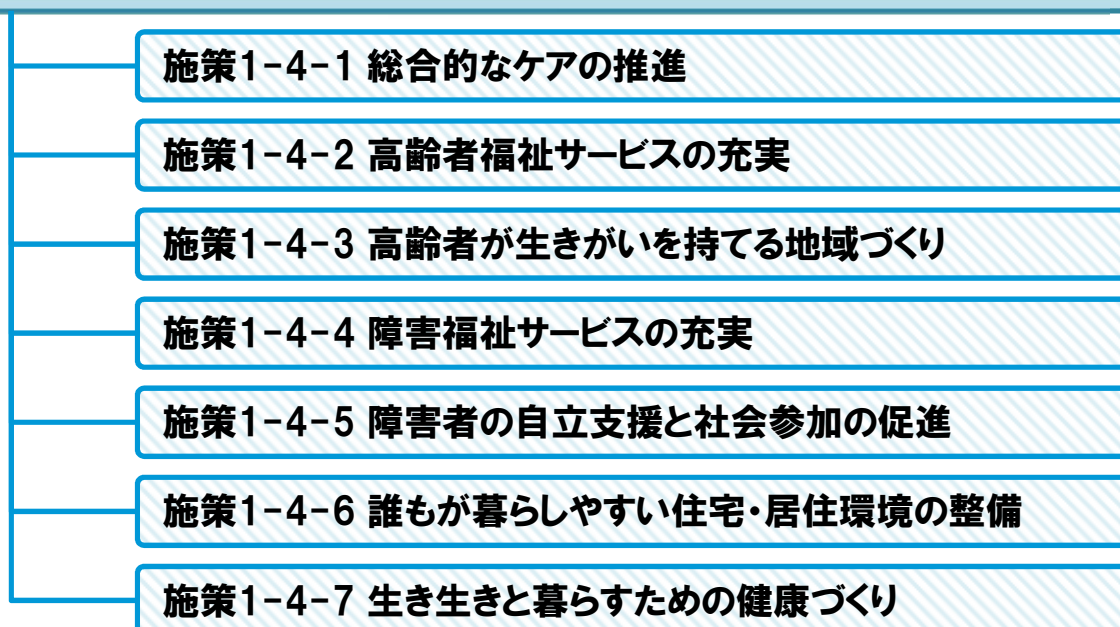 施策1-4-1 総合的なケアの推進
施策1-4-2 高齢者福祉サービスの充実
施策1-4-3 高齢者が生きがいを持てる地域づくり
施策1-4-4 障害福祉サービスの充実
施策1-4-5 障害者の自立支援と社会参加の促進
施策1-4-6 誰もが暮らしやすい住宅・居住環境の整備
施策1-4-7 生き生きと暮らすための健康づくり